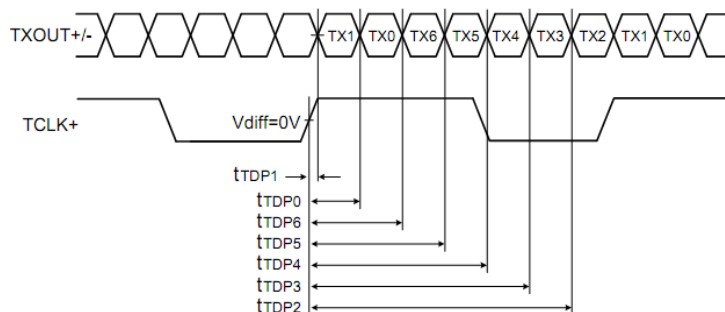 TXOUT+/- TX1 TX0 TX6 TX5 TX4 TX3 TX2 TX1 TX0
TCLK+ Vdiff=0V
tTDP1
tTDP0
tTDP6
tTDP5
tTDP4
tTDP3
tTDP2